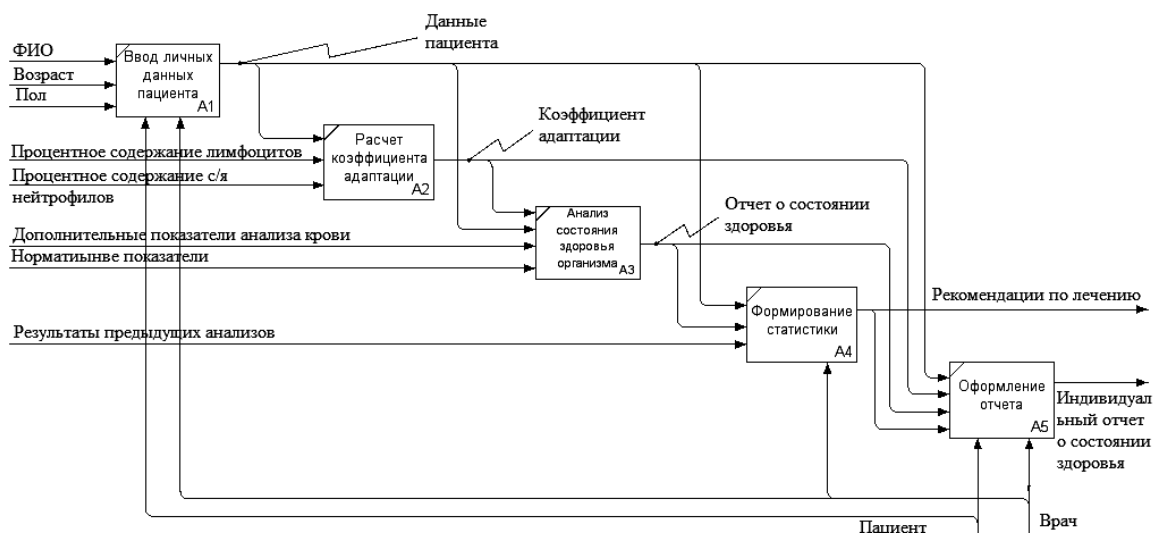 Данные
пациента
ФИО
Возраст
Пол
Ввод личных
данных
пациента
A1
Коэффициент
адаптации
Процентное содержание лимфоцитов
Процентное содержание с/я
нейтрофилов
Расчет
коэффициента
адаптации
A2
Отчет о состоянии
здоровья
Дополнительные показатели анализа крови
Норматиынве показатели
Анализ
состояния
здоровья
организма
A3
Рекомендации по лечению
Результаты предыдущих анализов
Формирование
статистики
A4
Оформление
отчета
A5
Индивидуал
ьный отчет
о состоянии
здоровья
Пациент
Врач